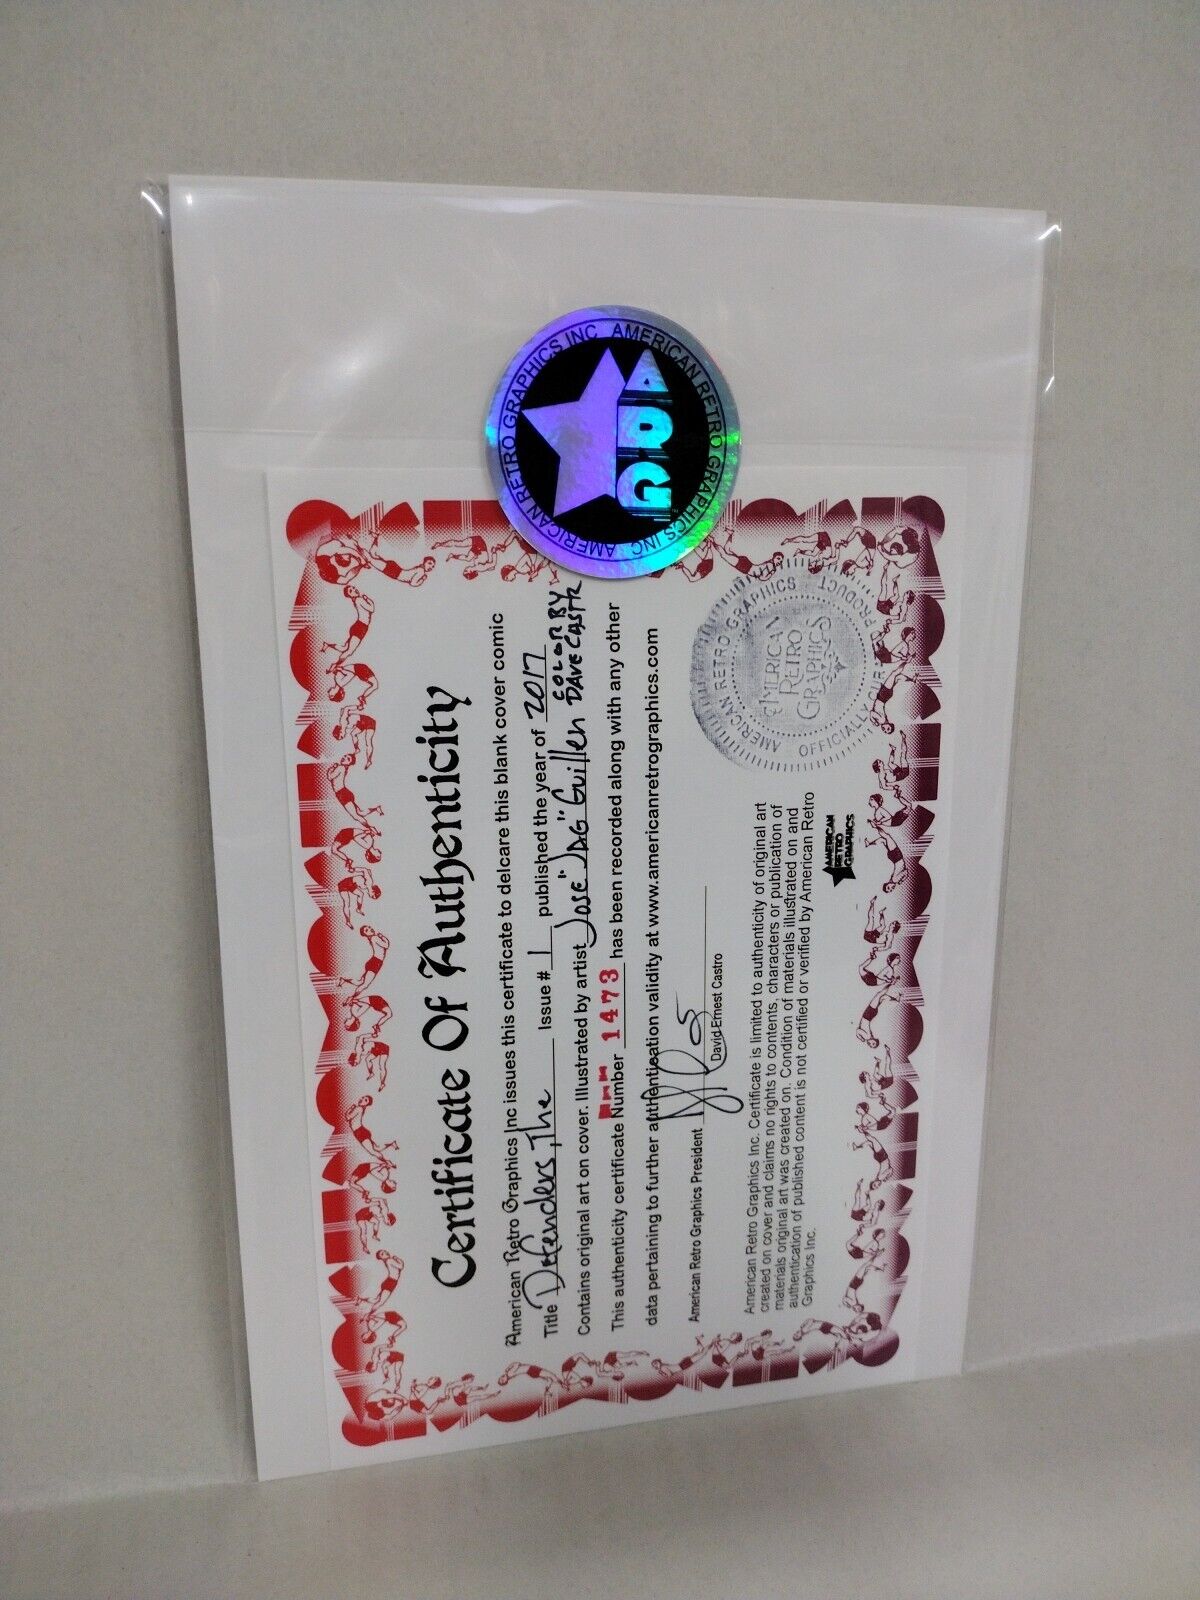 Certificate Of Authenticity
American Retro Graphics Inc issues this certificate to delcare this blank cover comic
Title Defenders, The Issue # 1 published the year of 2017
Contains original art on cover. Illustrated by artist Jose "JAG" Guillen COLOR BY DAVE CASTR
This authenticity certificate Number 1473 has been recorded along with any other
data pertaining to further authentication validity at www.americanretrographics.com
American Retro Graphics President
David Ernest Castro
American Retro Graphics Inc. Certificate is limited to authenticity of original art
created on cover and claims no rights to contents, characters or publication of
materials original art was created on. Condition of materials illustrated on and
authentication of published content is not certified or verified by American Retro
Graphics Inc.
AMERICAN
RETRO
GRAPHICS
AMERICAN RETRO GRAPHICS INC AMERICAN RETRO GRAPHICS INC
ARG
AMERICAN RETRO GRAPHICS
AMERICAN
RETRO
GRAPHICS
OFFICIALLY PRODUCT